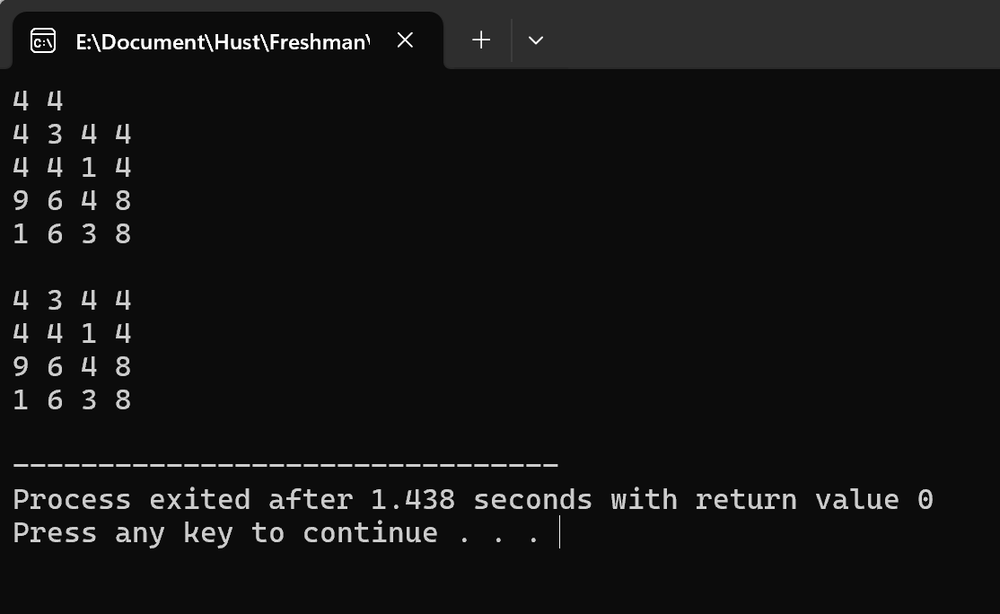 E:\Document\Hust\Freshman\
4 4
4 3 4 4
4 4 1 4
9 6 4 8
1 6 3 8
4 3 4 4
4 4 1 4
9 6 4 8
1 6 3 8
--------------------------------
Process exited after 1.438 seconds with return value 0
Press any key to continue . . .